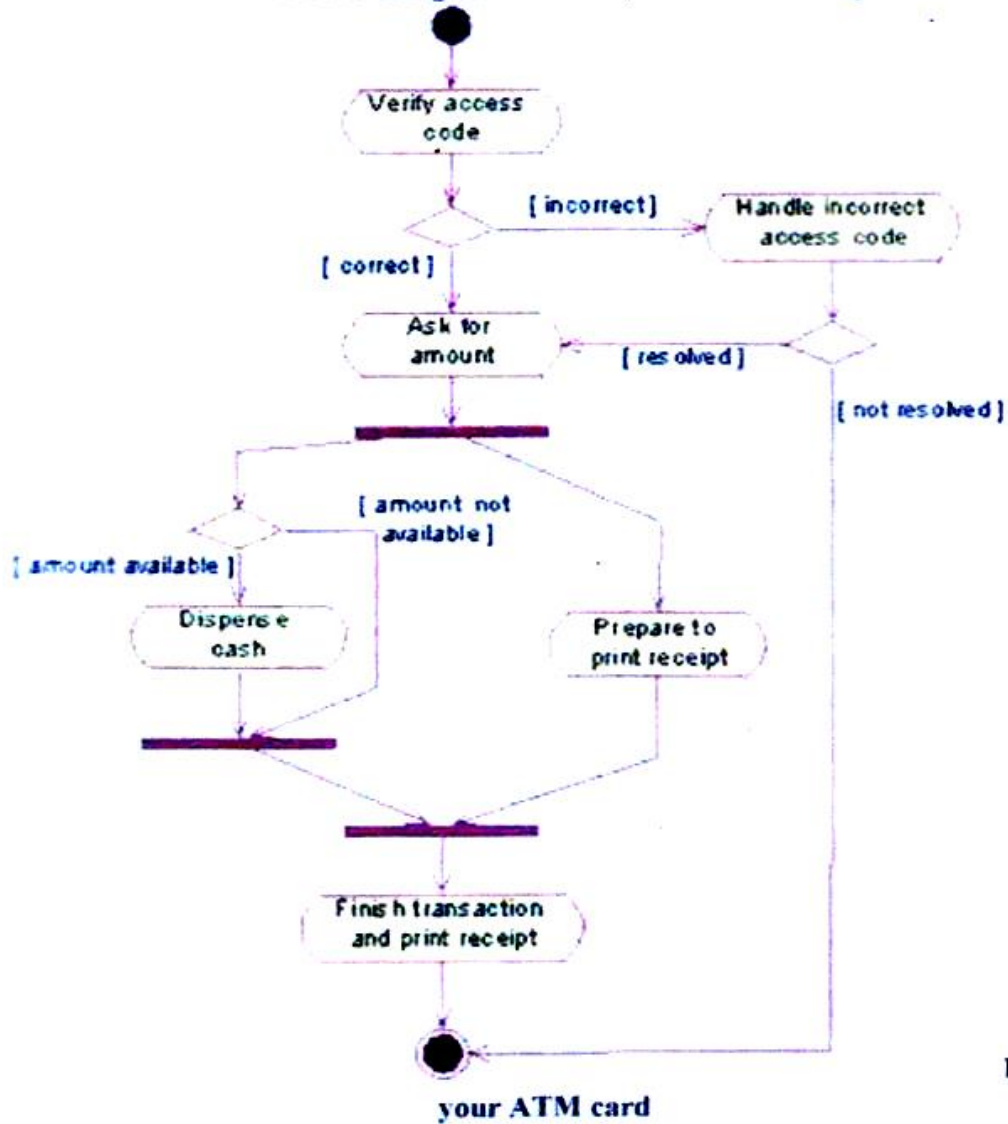 Verify access
code
[ incorrect]
Handle incorrect
access code
[ correct ]
Ask for
amount
[ resolved ]
[ not resolved ]
[ amount not
available ]
[ amount available ]
Dispense
cash
Prepare to
print receipt
Finish transaction
and print receipt
your ATM card